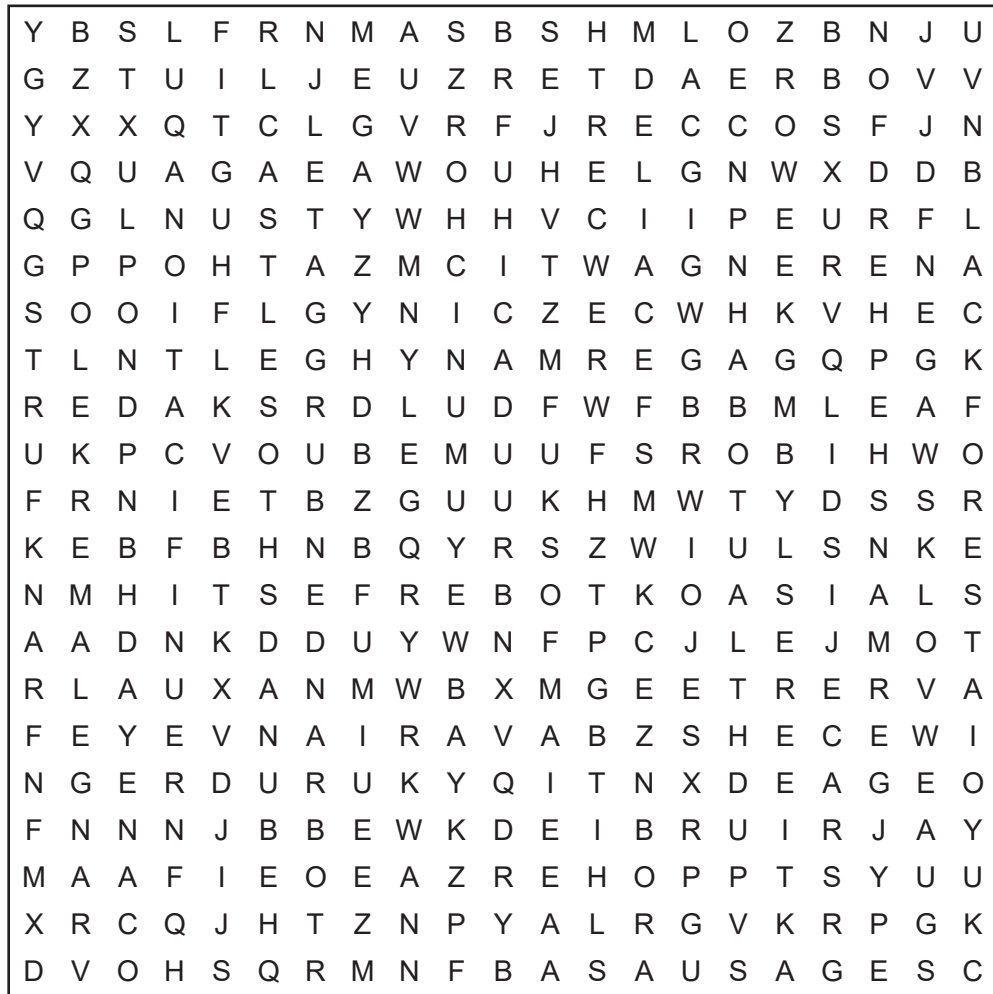 Y B S L F R N M A S B S H M L O Z B N J U
G Z T U I L J E U Z R E T D A E R B O V V
Y X X Q T C L G V R F J R E C C O S F J N
V Q U A G A E A W O U H E L G N W X D D B
Q G L N U S T Y W H H V C I I P E U R F L
G P P O H T A Z M C I T W A G N E R E N A
S O O I F L G Y N I C Z E C W H K V H E C
T L N T L E G H Y N A M R E G A G Q P G K
R E D A K S R D L U D F W F B B M L E A F
U K P C V O U B E M U U F S R O B I H W O
F R N I E T B Z G U U K H M W T Y D S S R
K E B F B H N B Q Y R S Z W I U L S N K E
N M H I T S E F R E B O T K O A S I A L S
A A D N K D D U Y W N F P C J L E J M O T
R L A U X A N M W B X M G E E T R E R V A
F E Y E V N A I R A V A B Z S H E C E W I
N G E R D U R U K Y Q I T N X D E A G E O
F N N N J B B E W K D E I B R U I R J A Y
M A A F I E O E A Z R E H O P P T S Y U U
X R C Q J H T Z N P Y A L R G V K R P G K
D V O H S Q R M N F B A S A U S A G E S C